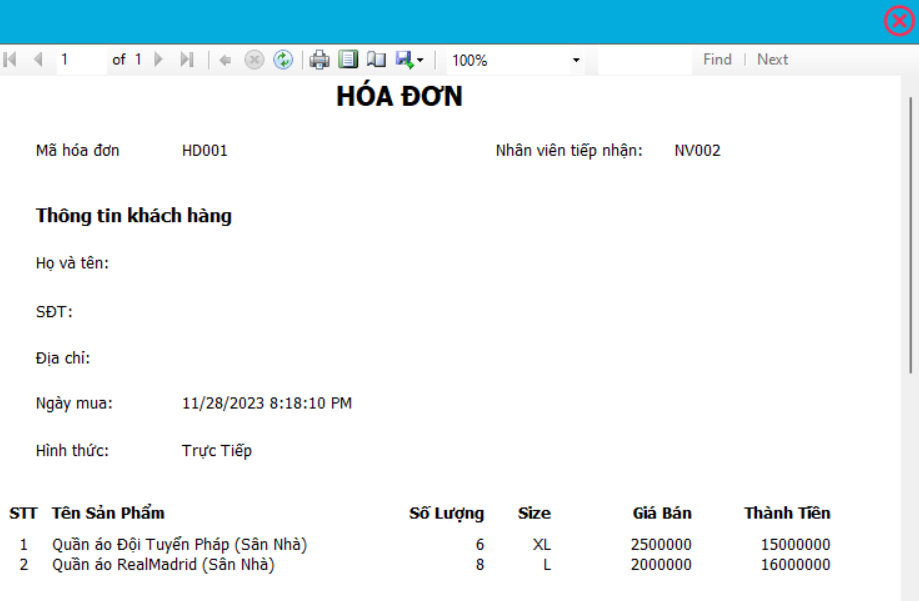 1 of 1 100% Find | Next
HÓA ĐƠN
Mã hóa đơn HD001 Nhân viên tiếp nhận: NV002
Thông tin khách hàng
Họ và tên:
SĐT:
Địa chỉ:
Ngày mua: 11/28/2023 8:18:10 PM
Hình thức: Trực Tiếp
STT Tên Sản Phẩm Số Lượng Size Giá Bán Thành Tiền
1 Quần áo Đội Tuyển Pháp (Sân Nhà) 6 XL 2500000 15000000
2 Quần áo RealMadrid (Sân Nhà) 8 L 2000000 16000000